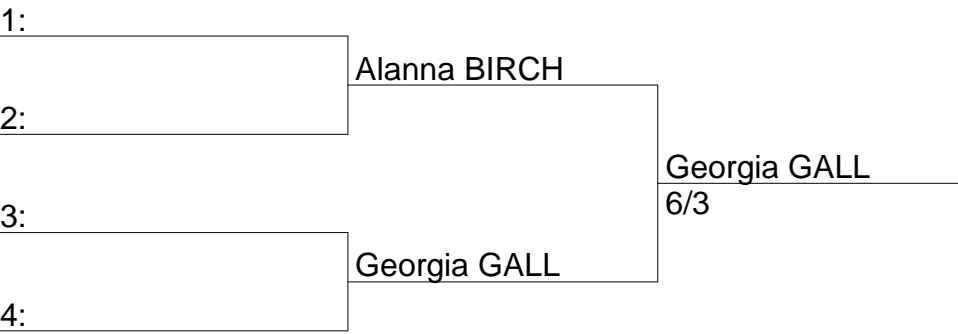 1:
Alanna BIRCH
2:
Georgia GALL
6/3
3:
Georgia GALL
4: